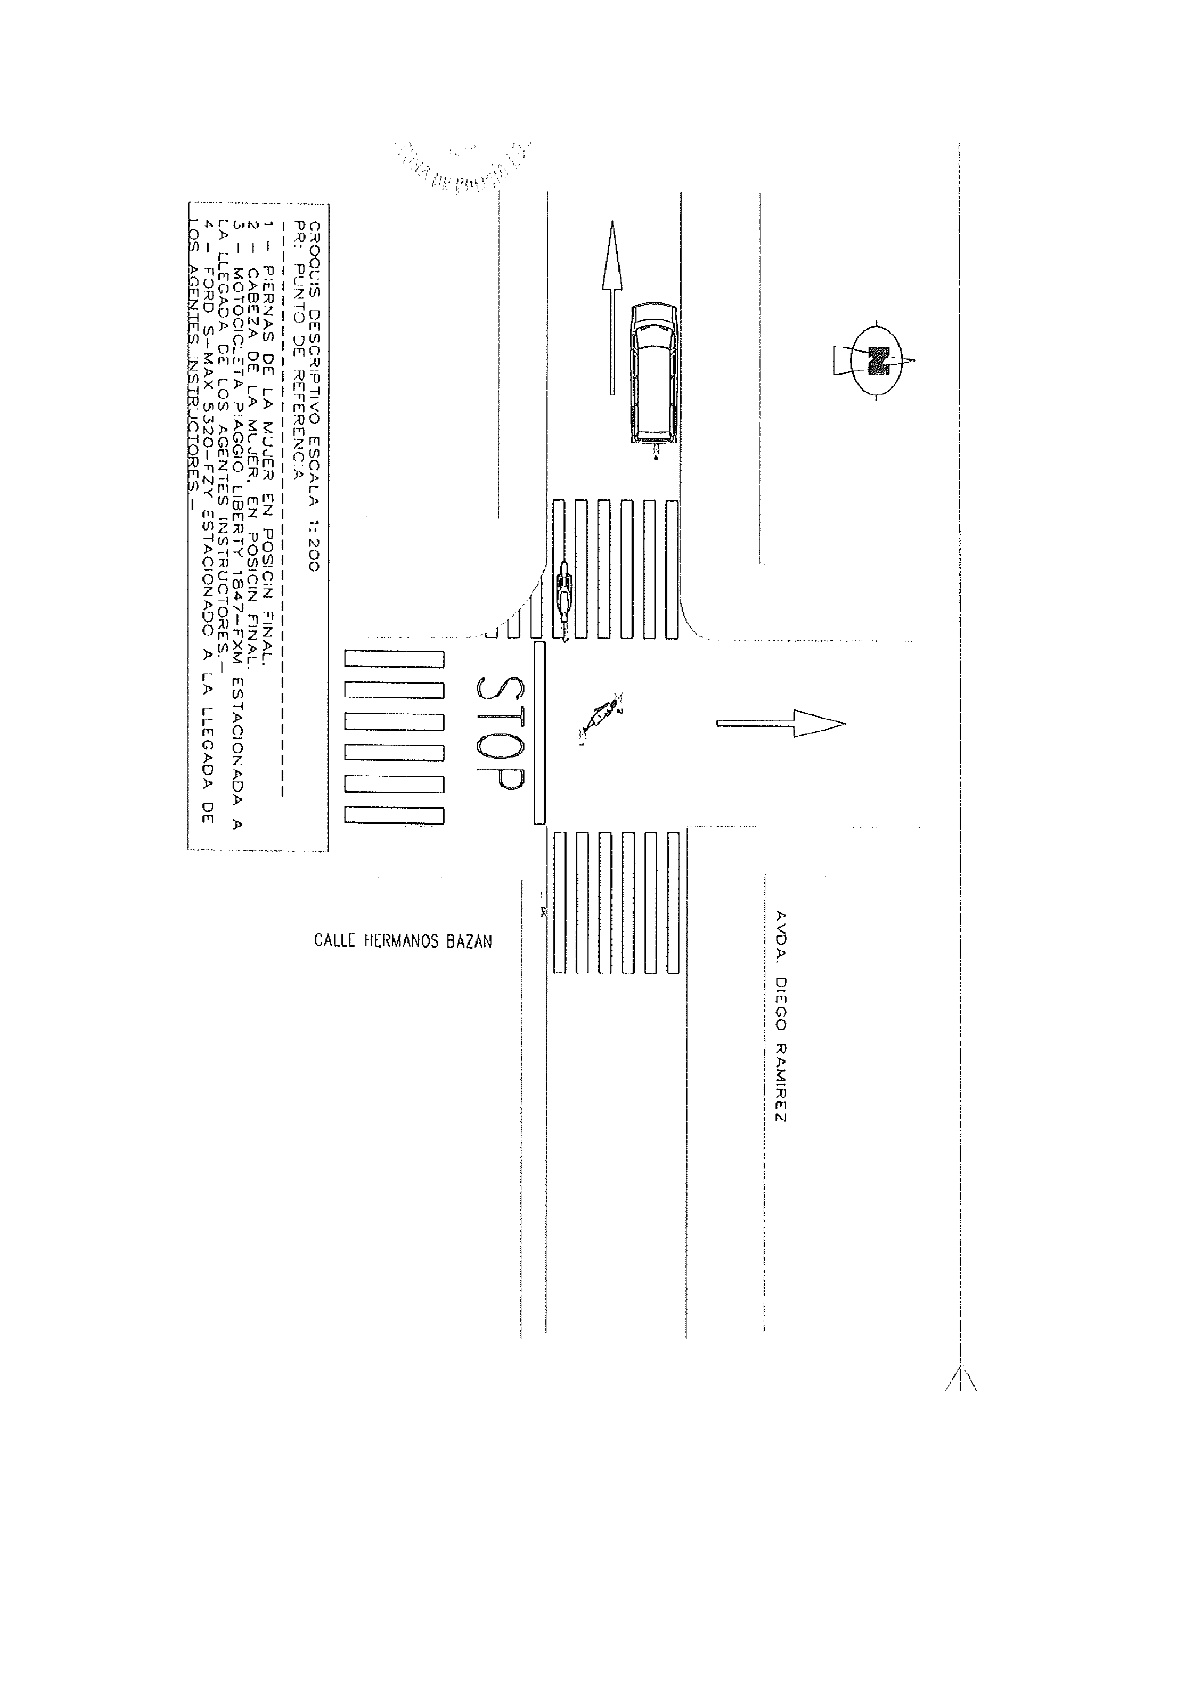 CROQUIS DESCRIPTIVO ESCALA 1:200
PR: PUNTO DE REFERENCIA
1 - PIERNAS DE LA MUJER EN POSICIN FINAL.
2 - CABEZA DE LA MUJER, EN POSICIN FINAL.
3 - MOTOCICLETA PIAGGIO LIBERTY 1847-FXM ESTACIONADA A
LA LLEGADA DE LOS AGENTES INSTRUCTORES.-
4 - FORD S-MAX 5320-FZY ESTACIONADO A LA LLEGADA DE
LOS AGENTES INSTRUCTORES.-
N
STOP
CALLE HERMANOS BAZAN
AVDA. DIEGO RAMIREZ